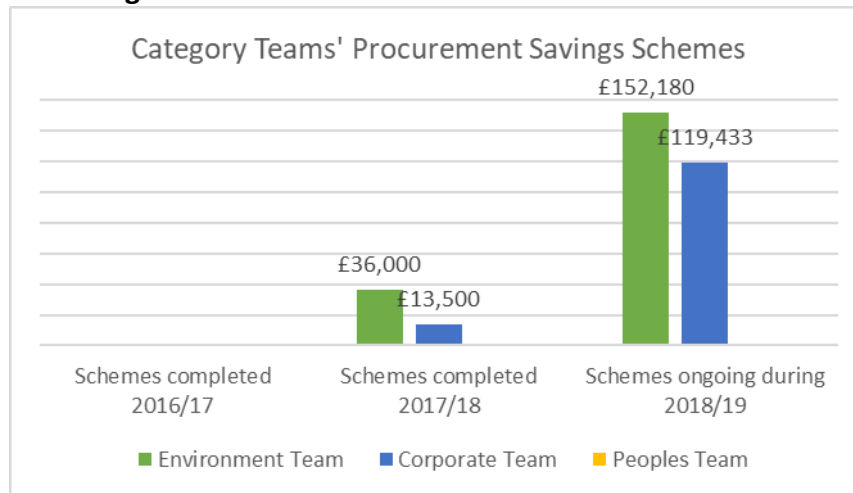 Category Teams' Procurement Savings Schemes
£152,180
£119,433
£36,000
£13,500
Schemes completed
2016/17
Schemes completed
2017/18
Schemes ongoing during
2018/19
Environment Team
Corporate Team
Peoples Team